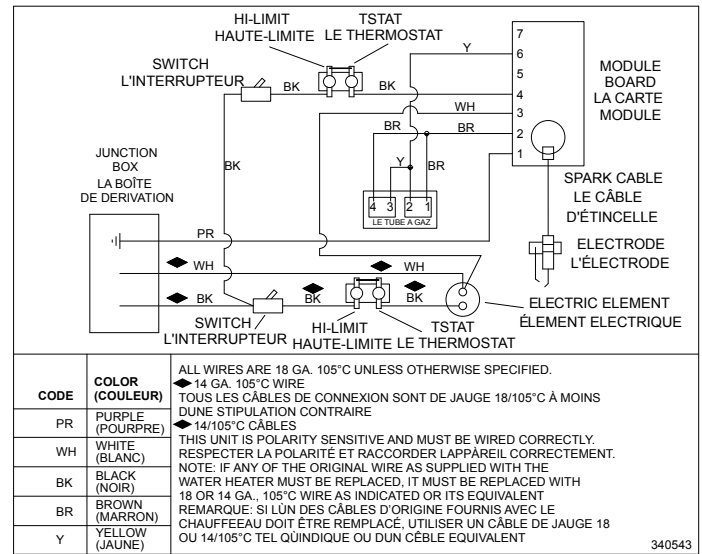 HI-LIMIT
HAUTE-LIMITE
TSTAT
LE THERMOSTAT
SWITCH
L'INTERRUPTEUR
BK
BK
Y
WH
BR
BR
7
6
5
4
3
2
1
MODULE
BOARD
LA CARTE
MODULE
JUNCTION
BOX
LA BOÎTE
DE DERIVATION
BK
Y
BR
4 3 2 1
LE TUBE A GAZ
SPARK CABLE
LE CÂBLE
D'ÉTINCELLE
PR
ELECTRODE
L'ÉLECTRODE
WH
WH
BK
BK
BK
ELECTRIC ELEMENT
ÉLEMENT ELECTRIQUE
SWITCH
L'INTERRUPTEUR
HI-LIMIT
HAUTE-LIMITE
TSTAT
LE THERMOSTAT
CODE
COLOR
(COULEUR)
PR
PURPLE
(POURPRE)
WH
WHITE
(BLANC)
BK
BLACK
(NOIR)
BR
BROWN
(MARRON)
Y
YELLOW
(JAUNE)
ALL WIRES ARE 18 GA. 105°C UNLESS OTHERWISE SPECIFIED.
14 GA. 105°C WIRE
TOUS LES CÂBLES DE CONNEXION SONT DE JAUGE 18/105°C À MOINS
DUNE STIPULATION CONTRAIRE
14/105°C CÂBLES
THIS UNIT IS POLARITY SENSITIVE AND MUST BE WIRED CORRECTLY.
RESPECTER LA POLARITÉ ET RACCORDER LAPPÀREIL CORRECTEMENT.
NOTE: IF ANY OF THE ORIGINAL WIRE AS SUPPLIED WITH THE
WATER HEATER MUST BE REPLACED, IT MUST BE REPLACED WITH
18 OR 14 GA., 105°C WIRE AS INDICATED OR ITS EQUIVALENT
REMARQUE: SI LÙN DES CÂBLES D'ORIGINE FOURNIS AVEC LE
CHAUFFEEAU DOIT ÊTRE REMPLACÉ, UTILISER UN CÂBLE DE JAUGE 18
OU 14/105°C TEL QÙINDIQUE OU DUN CÊBLE EQUIVALENT
340543